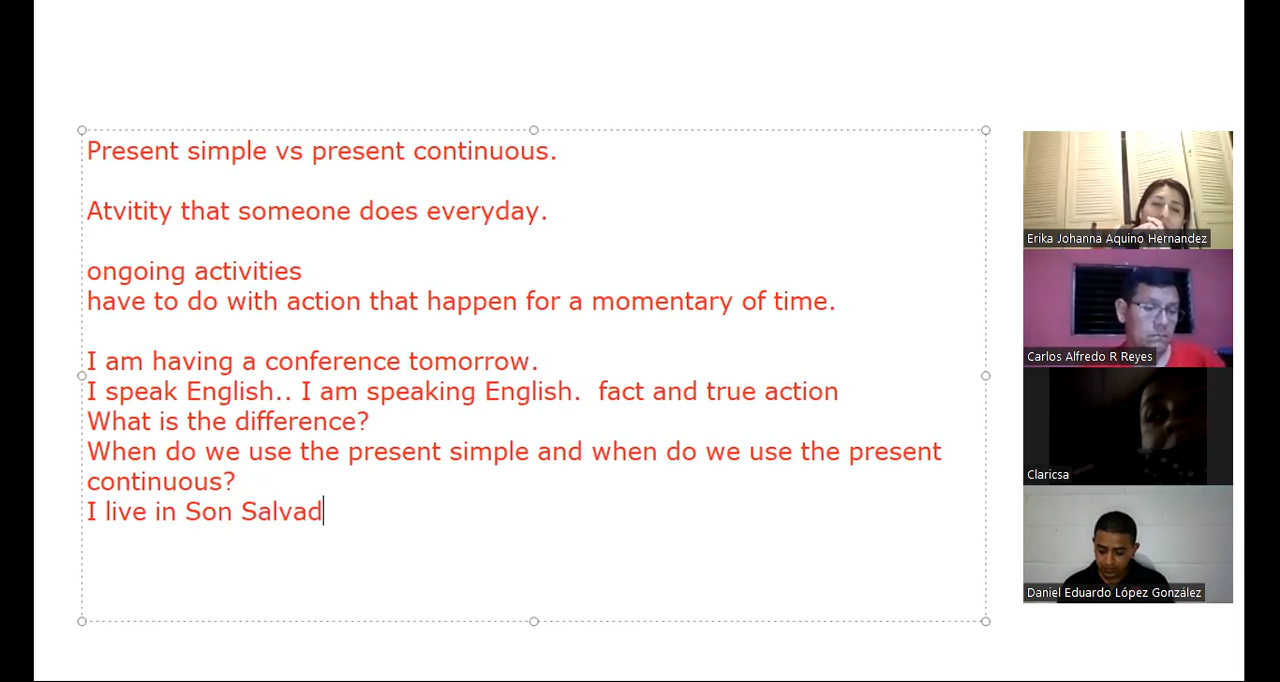 Present simple vs present continuous.
Atvitity that someone does everyday.
ongoing activities
have to do with action that happen for a momentary of time.
I am having a conference tomorrow.
I speak English.. I am speaking English.  fact and true action
What is the difference?
When do we use the present simple and when do we use the present
continuous?
I live in Son Salvad
Erika Johanna Aquino Hernandez
Carlos Alfredo R Reyes
Claricsa
Daniel Eduardo López González